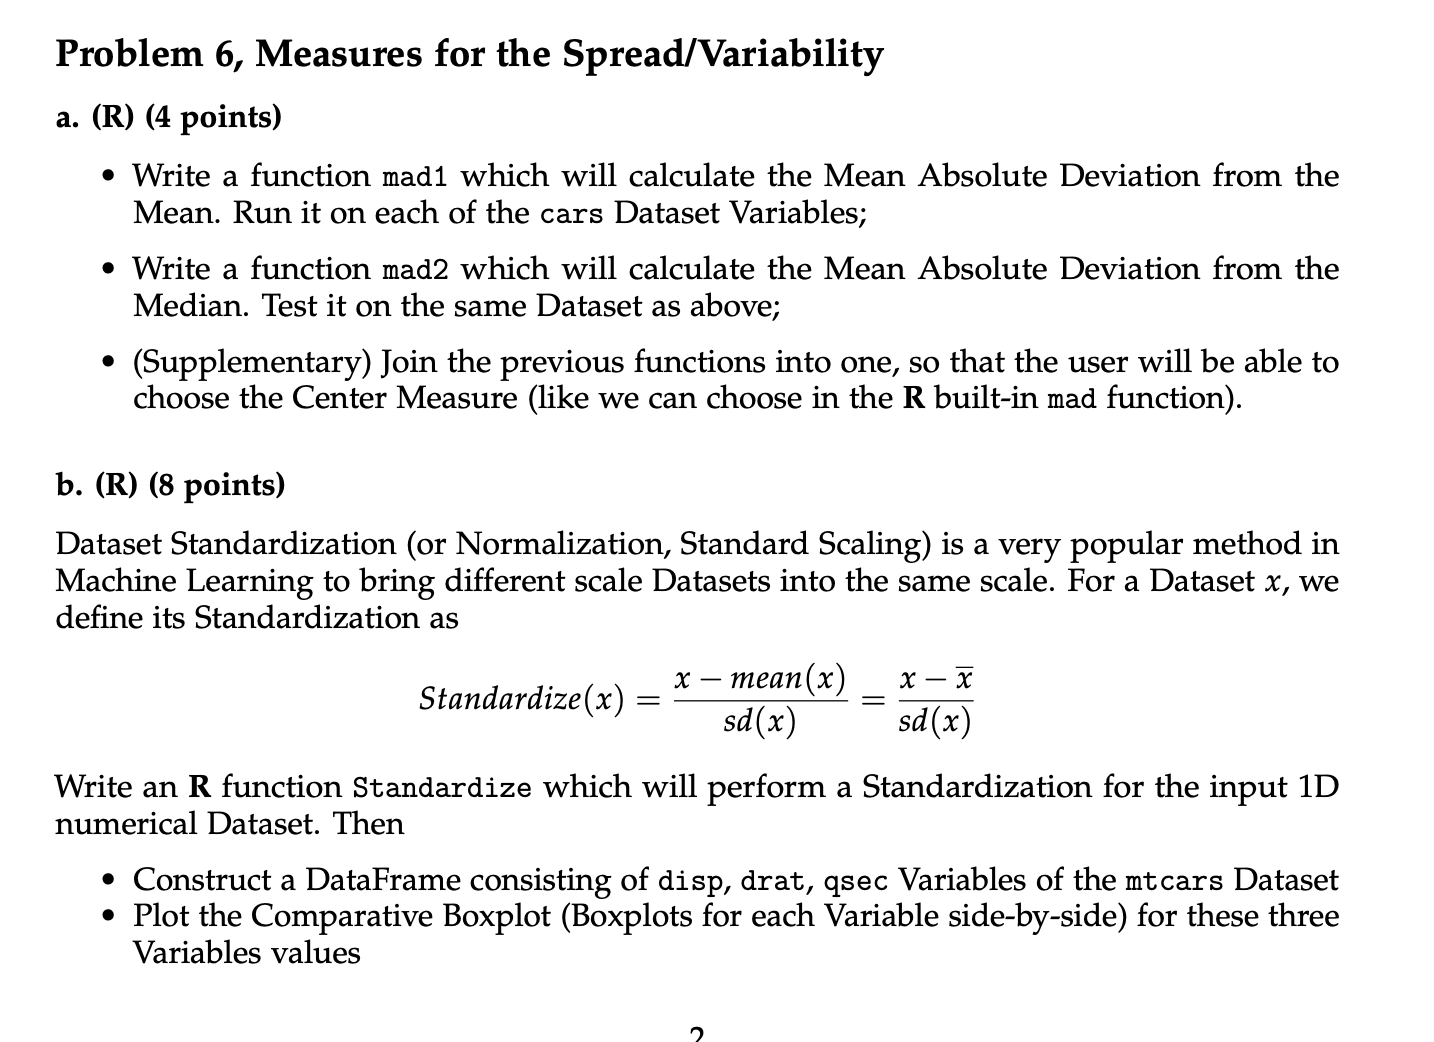 Problem 6, Measures for the Spread/Variability
a. (R) (4 points)
• Write a function mad1 which will calculate the Mean Absolute Deviation from the
Mean. Run it on each of the cars Dataset Variables;
• Write a function mad2 which will calculate the Mean Absolute Deviation from the
Median. Test it on the same Dataset as above;
• (Supplementary) Join the previous functions into one, so that the user will be able to
choose the Center Measure (like we can choose in the R built-in mad function).
b. (R) (8 points)
Dataset Standardization (or Normalization, Standard Scaling) is a very popular method in
Machine Learning to bring different scale Datasets into the same scale. For a Dataset x, we
define its Standardization as
Standardize(x) = \frac{x − mean(x)}{sd(x)} = \frac{x − \overline{x}}{sd(x)}
Write an R function Standardize which will perform a Standardization for the input 1D
numerical Dataset. Then
• Construct a DataFrame consisting of disp, drat, qsec Variables of the mtcars Dataset
• Plot the Comparative Boxplot (Boxplots for each Variable side-by-side) for these three
Variables values
2